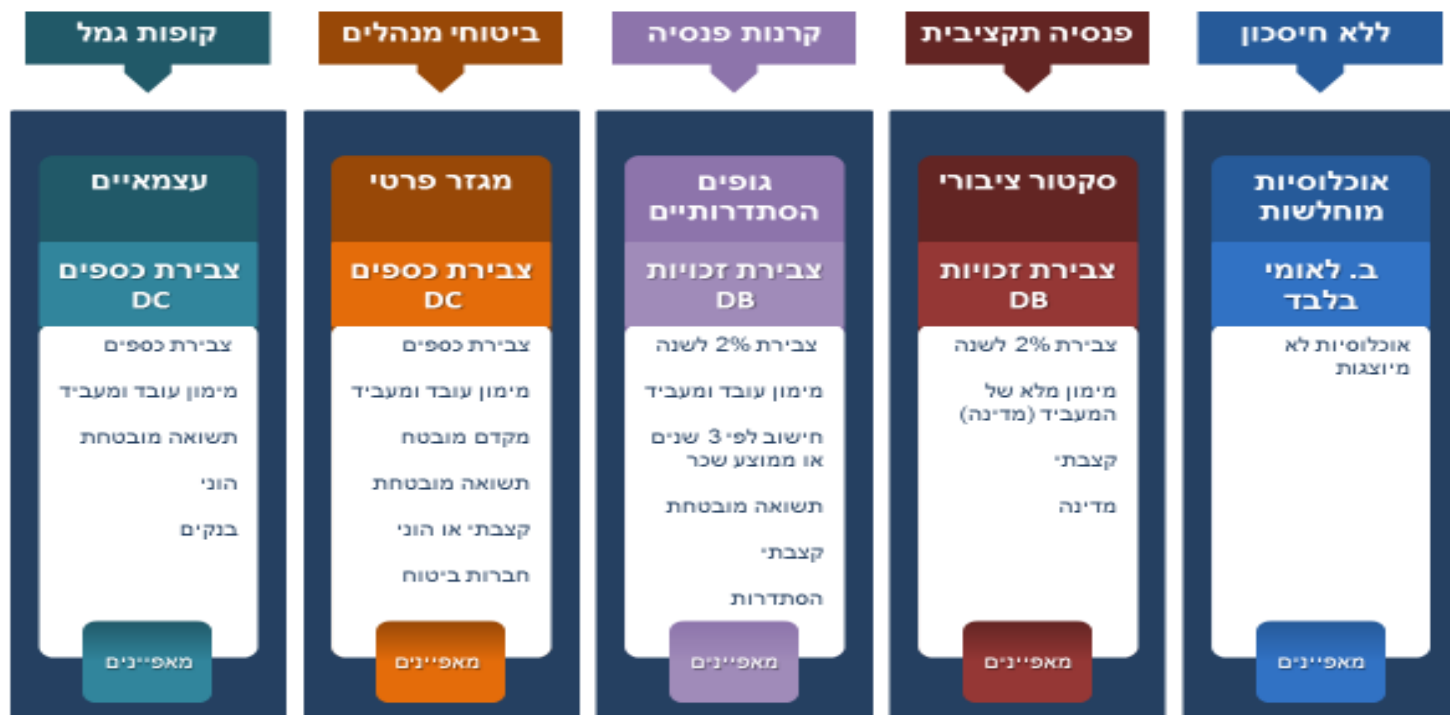 ללא חיסכון
אוכלוסיות
מוחלשות
ב. לאומי
בלבד
אוכלוסיות לא
מיוצגות
מאפיינים
פנסיה תקציבית
סקטור ציבורי
צבירת זכויות
DB
צבירת 2% לשנה
מימון מלא של
המעביד (מדינה)
קצבתי
מדינה
מאפיינים
קרנות פנסיה
גופים
הסתדרותיים
צבירת זכויות
DB
צבירת 2% לשנה
מימון עובד ומעביד
חישוב לפי 3 שנים
או ממוצע שכר
תשואה מובטחת
קצבתי
הסתדרות
מאפיינים
ביטוחי מנהלים
מגזר פרטי
צבירת כספים
DC
צבירת כספים
מימון עובד ומעביד
מקדם מובטח
תשואה מובטחת
קצבתי או הוני
חברות ביטוח
מאפיינים
קופות גמל
עצמאיים
צבירת כספים
DC
צבירת כספים
מימון עובד ומעביד
תשואה מובטחת
הוני
בנקים
מאפיינים